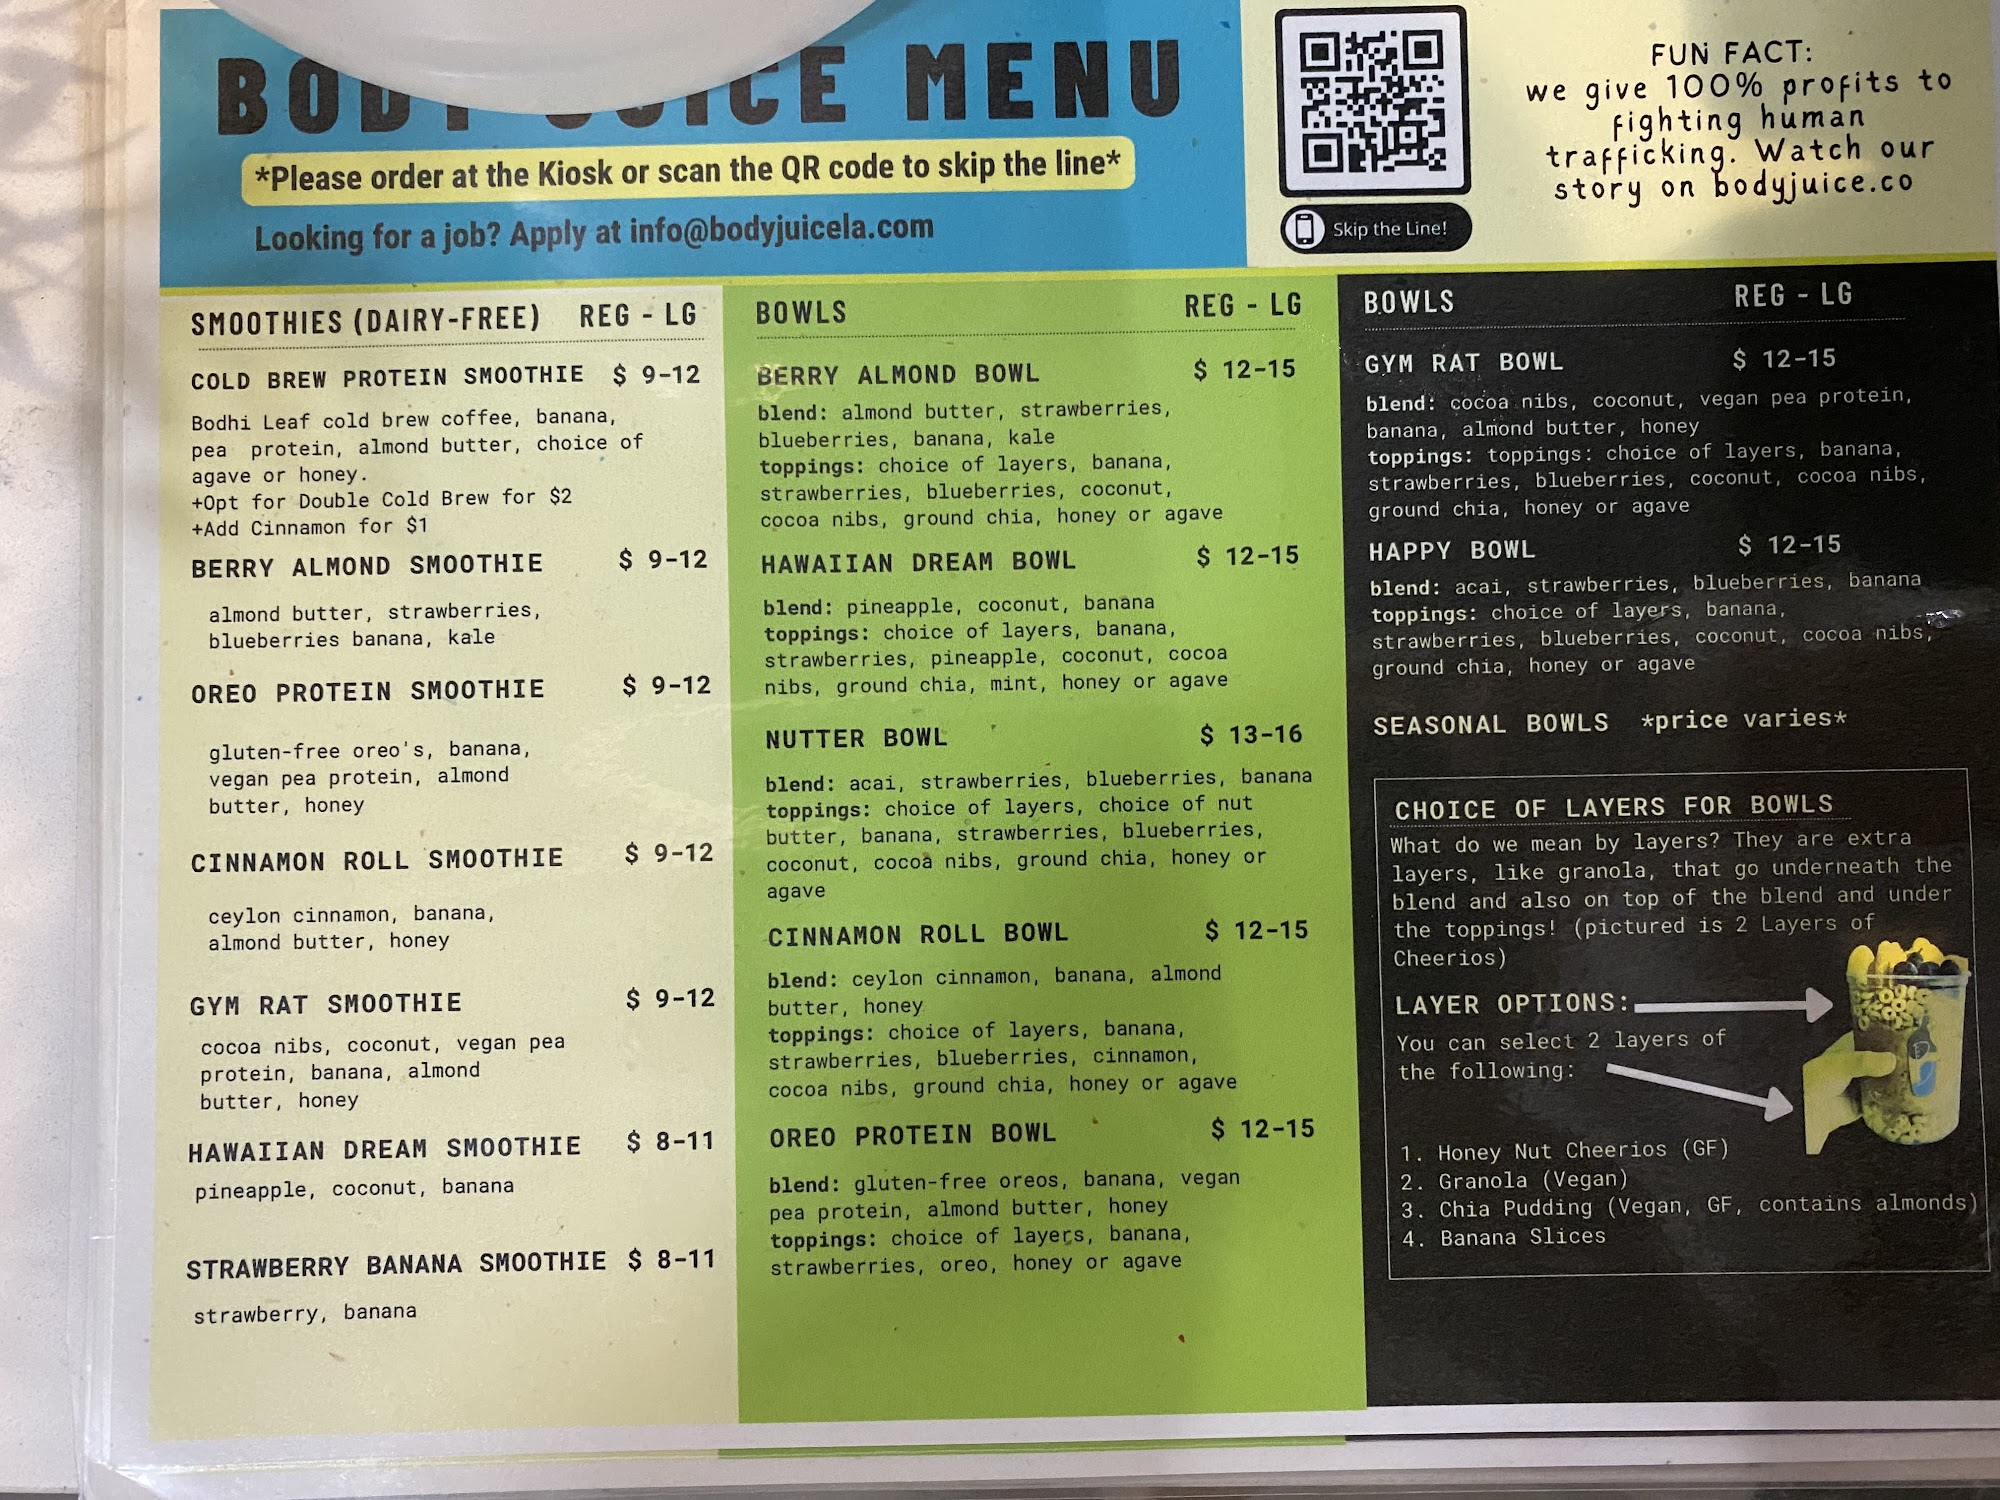 BODY JUICE MENU
*Please order at the Kiosk or scan the QR code to skip the line*
Looking for a job? Apply at info@bodyjuicela.com
Skip the Line!
FUN FACT:
we give 100% profits to
fighting human
trafficking. Watch our
story on bodyjuice.co
SMOOTHIES (DAIRY-FREE) REG - LG
COLD BREW PROTEIN SMOOTHIE $ 9-12
Bodhi Leaf cold brew coffee, banana,
pea protein, almond butter, choice of
agave or honey.
+Opt for Double Cold Brew for $2
+Add Cinnamon for $1
BERRY ALMOND SMOOTHIE $ 9-12
almond butter, strawberries,
blueberries banana, kale
OREO PROTEIN SMOOTHIE $ 9-12
gluten-free oreo's, banana,
vegan pea protein, almond
butter, honey
CINNAMON ROLL SMOOTHIE $ 9-12
ceylon cinnamon, banana,
almond butter, honey
GYM RAT SMOOTHIE $ 9-12
cocoa nibs, coconut, vegan pea
protein, banana, almond
butter, honey
HAWAIIAN DREAM SMOOTHIE $ 8-11
pineapple, coconut, banana
STRAWBERRY BANANA SMOOTHIE $ 8-11
strawberry, banana
BOWLS REG - LG
BERRY ALMOND BOWL $ 12-15
blend: almond butter, strawberries,
blueberries, banana, kale
toppings: choice of layers, banana,
strawberries, blueberries, coconut,
cocoa nibs, ground chia, honey or agave
HAWAIIAN DREAM BOWL $ 12-15
blend: pineapple, coconut, banana
toppings: choice of layers, banana,
strawberries, pineapple, coconut, cocoa
nibs, ground chia, mint, honey or agave
NUTTER BOWL $ 13-16
blend: acai, strawberries, blueberries, banana
toppings: choice of layers, choice of nut
butter, banana, strawberries, blueberries,
coconut, cocoa nibs, ground chia, honey or
agave
CINNAMON ROLL BOWL $ 12-15
blend: ceylon cinnamon, banana, almond
butter, honey
toppings: choice of layers, banana,
strawberries, blueberries, cinnamon,
cocoa nibs, ground chia, honey or agave
OREO PROTEIN BOWL $ 12-15
blend: gluten-free oreos, banana, vegan
pea protein, almond butter, honey
toppings: choice of layers, banana,
strawberries, oreo, honey or agave
BOWLS REG - LG
GYM RAT BOWL $ 12-15
blend: cocoa nibs, coconut, vegan pea protein,
banana, almond butter, honey
toppings: toppings: choice of layers, banana,
strawberries, blueberries, coconut, cocoa nibs,
ground chia, honey or agave
HAPPY BOWL $ 12-15
blend: acai, strawberries, blueberries, banana
toppings: choice of layers, banana,
strawberries, blueberries, coconut, cocoa nibs,
ground chia, honey or agave
SEASONAL BOWLS *price varies*
CHOICE OF LAYERS FOR BOWLS
What do we mean by layers? They are extra
layers, like granola, that go underneath the
blend and also on top of the blend and under
the toppings! (pictured is 2 Layers of
Cheerios)
LAYER OPTIONS:
You can select 2 layers of
the following:
1. Honey Nut Cheerios (GF)
2. Granola (Vegan)
3. Chia Pudding (Vegan, GF, contains almonds)
4. Banana Slices